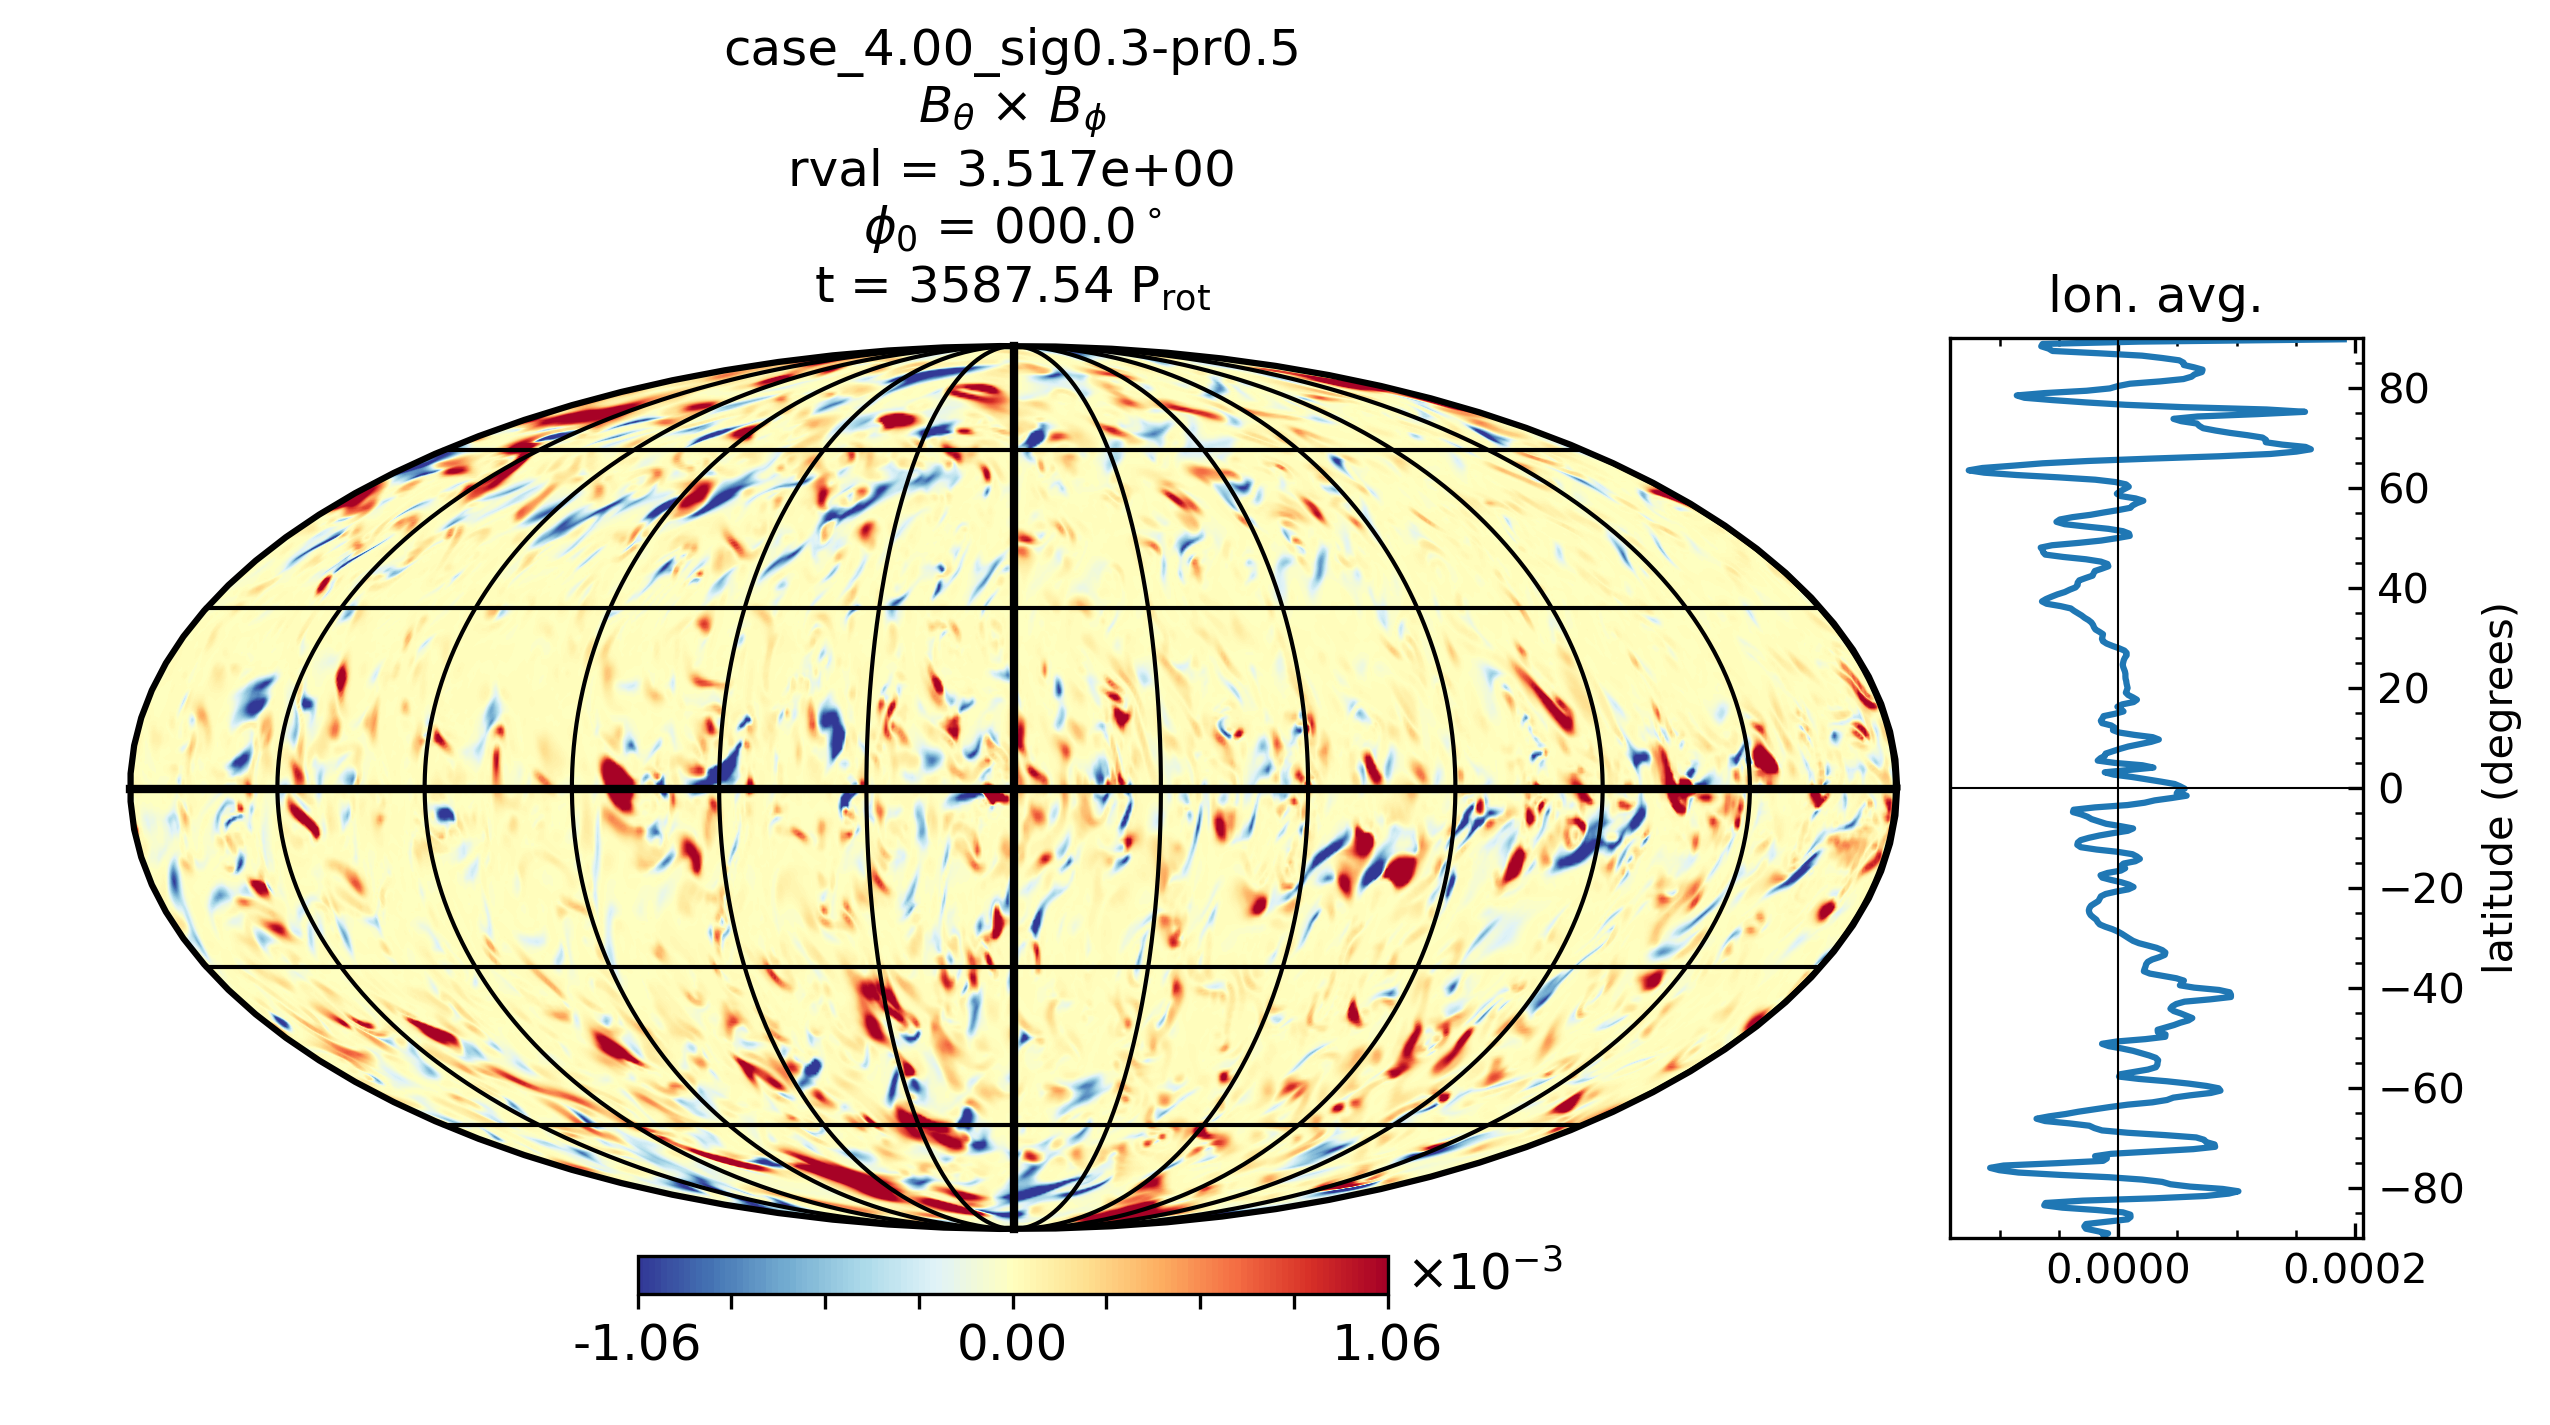 case_4.00_sig0.3-pr0.5
B_θ × B_ϕ
rval = 3.517e+00
ϕ_0 = 000.0°
t = 3587.54 P_rot
lon. avg.
80
60
40
20
0
−20
−40
−60
−80
latitude (degrees)
0.0000 0.0002
×10^−3
-1.06 0.00 1.06